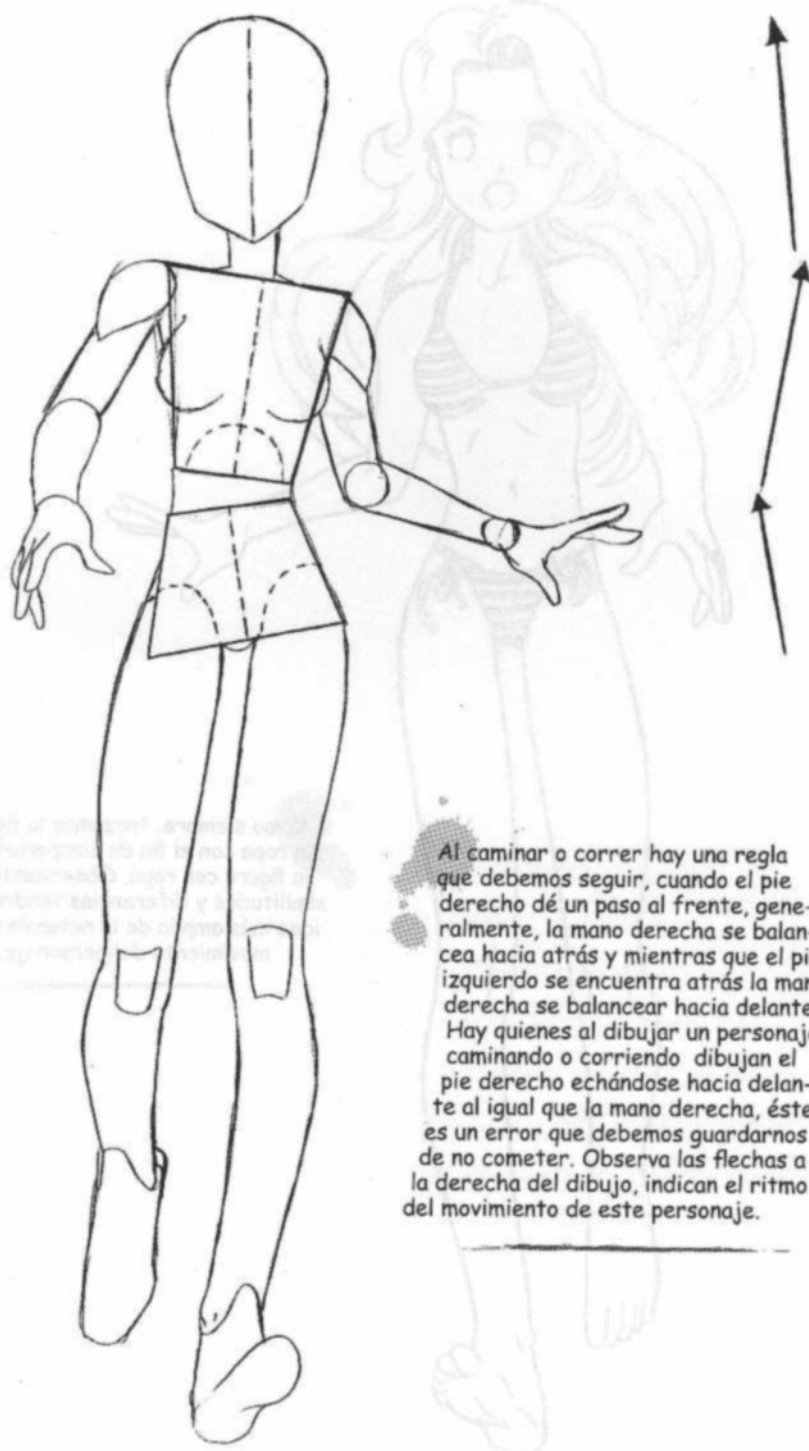 Al caminar o correr hay una regla
que debemos seguir, cuando el pie
derecho dé un paso al frente, gene-
ralmente, la mano derecha se balan-
cea hacia atrás y mientras que el pi
izquierdo se encuentra atrás la man
derecha se balancear hacia delante
Hay quienes al dibujar un personaj
caminando o corriendo dibujan el
pie derecho echándose hacia delan-
te al igual que la mano derecha, éste
es un error que debemos guardarnos
de no cometer. Observa las flechas a
la derecha del dibujo, indican el ritmo
del movimiento de este personaje.